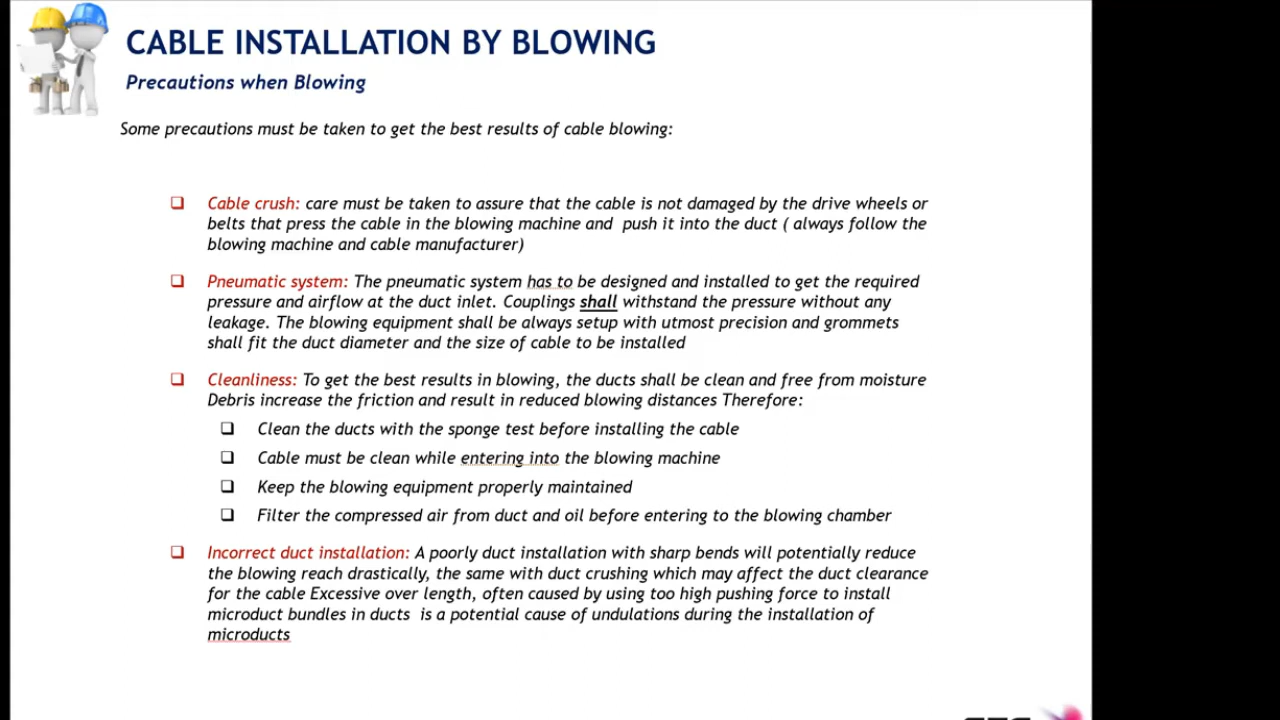 CABLE INSTALLATION BY BLOWING
Precautions when Blowing
Some precautions must be taken to get the best results of cable blowing:
❑ Cable crush: care must be taken to assure that the cable is not damaged by the drive wheels or
belts that press the cable in the blowing machine and  push it into the duct ( always follow the
blowing machine and cable manufacturer)
❑ Pneumatic system: The pneumatic system has to be designed and installed to get the required
pressure and airflow at the duct inlet. Couplings shall withstand the pressure without any
leakage. The blowing equipment shall be always setup with utmost precision and grommets
shall fit the duct diameter and the size of cable to be installed
❑ Cleanliness: To get the best results in blowing, the ducts shall be clean and free from moisture
Debris increase the friction and result in reduced blowing distances Therefore:
❑ Clean the ducts with the sponge test before installing the cable
❑ Cable must be clean while entering into the blowing machine
❑ Keep the blowing equipment properly maintained
❑ Filter the compressed air from duct and oil before entering to the blowing chamber
❑ Incorrect duct installation: A poorly duct installation with sharp bends will potentially reduce
the blowing reach drastically, the same with duct crushing which may affect the duct clearance
for the cable Excessive over length, often caused by using too high pushing force to install
microduct bundles in ducts  is a potential cause of undulations during the installation of
microducts